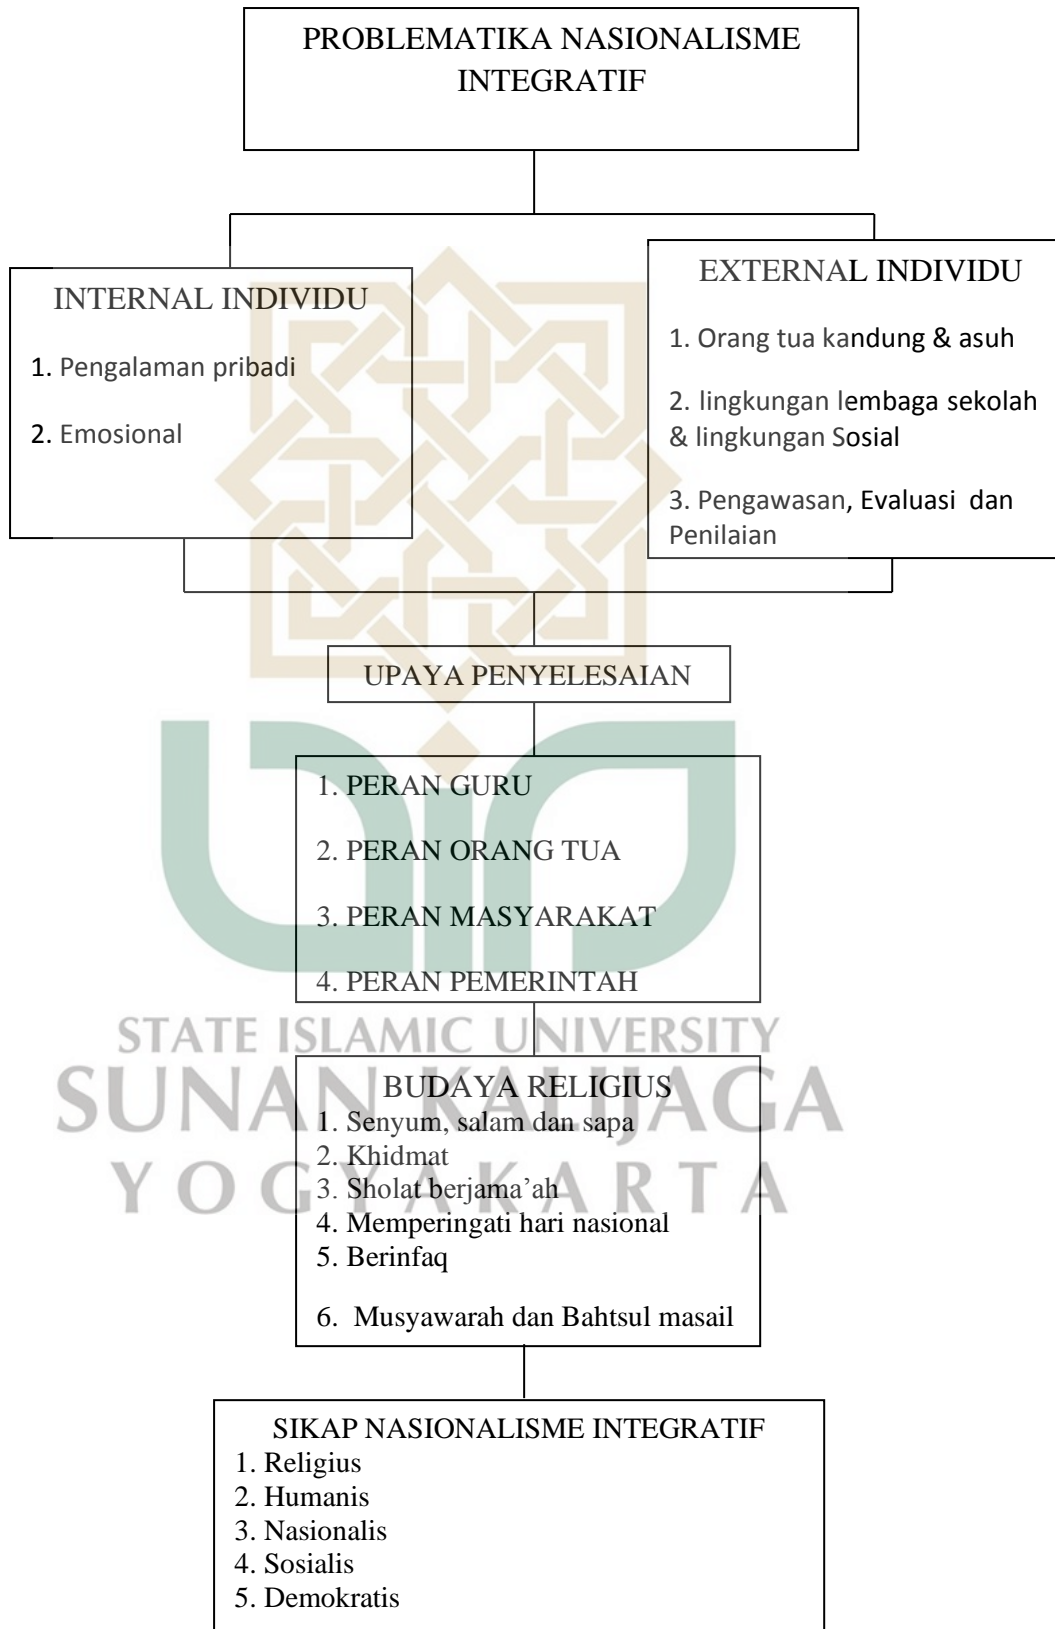 PROBLEMATIKA NASIONALISME
INTEGRATIF
INTERNAL INDIVIDU
1. Pengalaman pribadi
2. Emosional
EXTERNAL INDIVIDU
1. Orang tua kandung & asuh
2. lingkungan lembaga sekolah
& lingkungan Sosial
3. Pengawasan, Evaluasi dan
Penilaian
UPAYA PENYELESAIAN
1. PERAN GURU
2. PERAN ORANG TUA
3. PERAN MASYARAKAT
4. PERAN PEMERINTAH
STATE ISLAMIC UNIVERSITY
SUNAN KALIJAGA
YOGYAKARTA
BUDAYA RELIGIUS
1. Senyum, salam dan sapa
2. Khidmat
3. Sholat berjama’ah
4. Memperingati hari nasional
5. Berinfaq
6. Musyawarah dan Bahtsul masail
SIKAP NASIONALISME INTEGRATIF
1. Religius
2. Humanis
3. Nasionalis
4. Sosialis
5. Demokratis